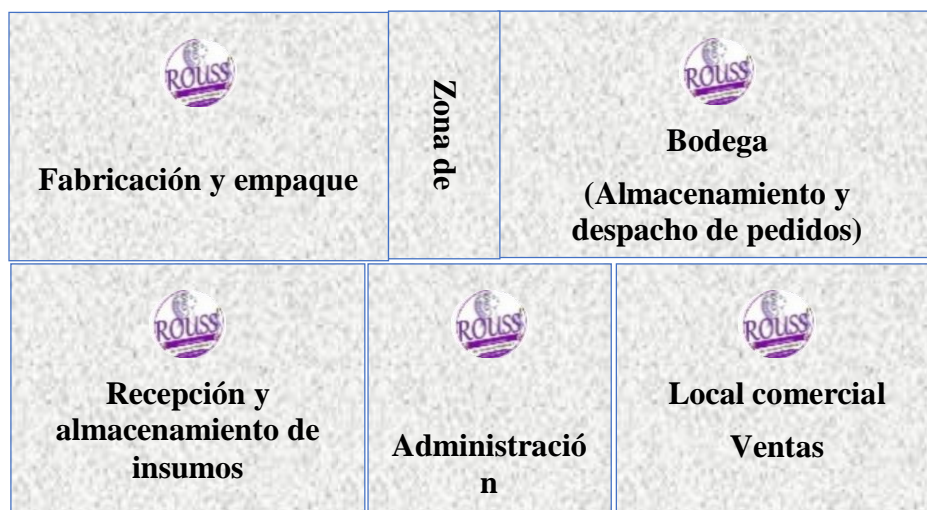 ROUSS
Fabricación y empaque
Zona de
ROUSS
Bodega
(Almacenamiento y
despacho de pedidos)
ROUSS
Recepción y
almacenamiento de
insumos
ROUSS
Administració
n
ROUSS
Local comercial
Ventas